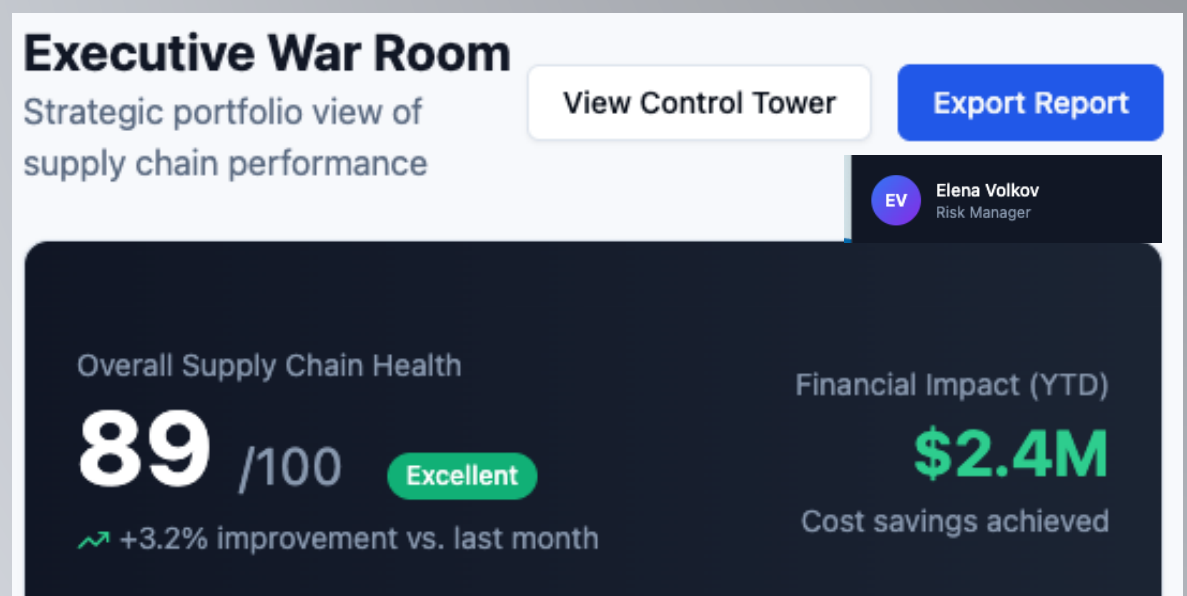 Executive War Room
Strategic portfolio view of
supply chain performance
View Control Tower
Export Report
EV
Elena Volkov
Risk Manager
Overall Supply Chain Health
89 /100 Excellent
+3.2% improvement vs. last month
Financial Impact (YTD)
$2.4M
Cost savings achieved